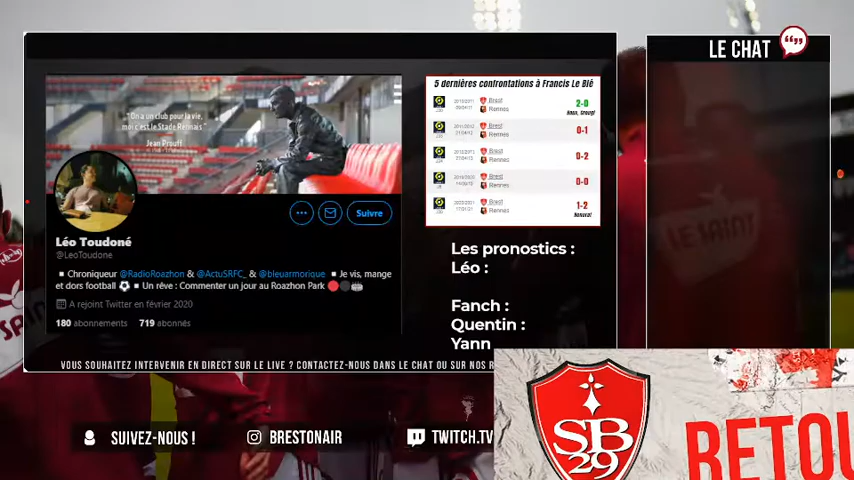 LE CHAT
5 dernières confrontations à Francis Le Blé
"On a un club pour la vie,
moi c'est le Stade Rennais"
Jean Prouff
Brest
Rennes
2-0
Brest
Rennes
0-1
Brest
Rennes
0-2
Brest
Rennes
0-0
Brest
Rennes
1-2
Suivre
Léo Toudoné
@LeoToudone
Chroniqueur @RadioRoazhon & @ActuSRFC_ & @bleuarmorique Je vis, mange
et dors football Un rêve : Commenter un jour au Roazhon Park
A rejoint Twitter en février 2020
180 abonnements 719 abonnés
Les pronostics :
Léo :
Fanch :
Quentin :
Yann
LE SAINT
VOUS SOUHAITEZ INTERVENIR EN DIRECT SUR LE LIVE ? CONTACTEZ-NOUS DANS LE CHAT OU SUR NOS R
SUIVEZ-NOUS !
BRESTONAIR
TWITCH.TV
SB
29
RETOU